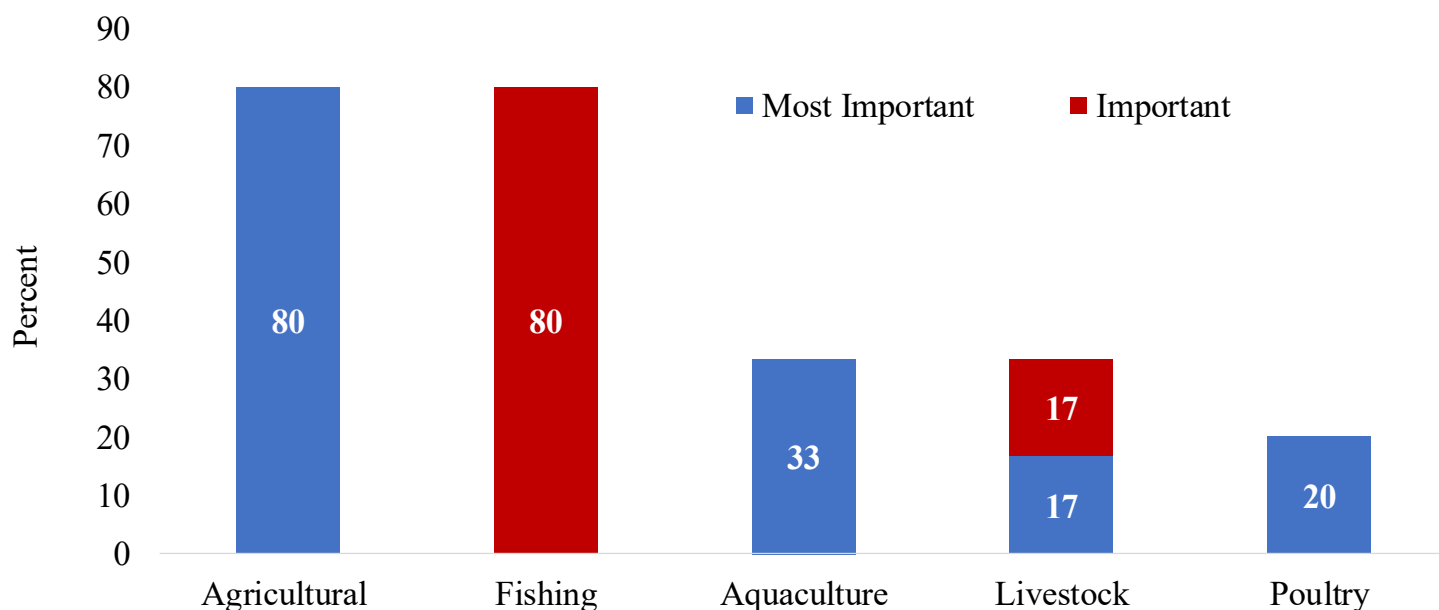 90
80
70
60
50
40
30
20
10
0
Percent
Most Important
Important
80
80
33
17
17
20
Agricultural
Fishing
Aquaculture
Livestock
Poultry